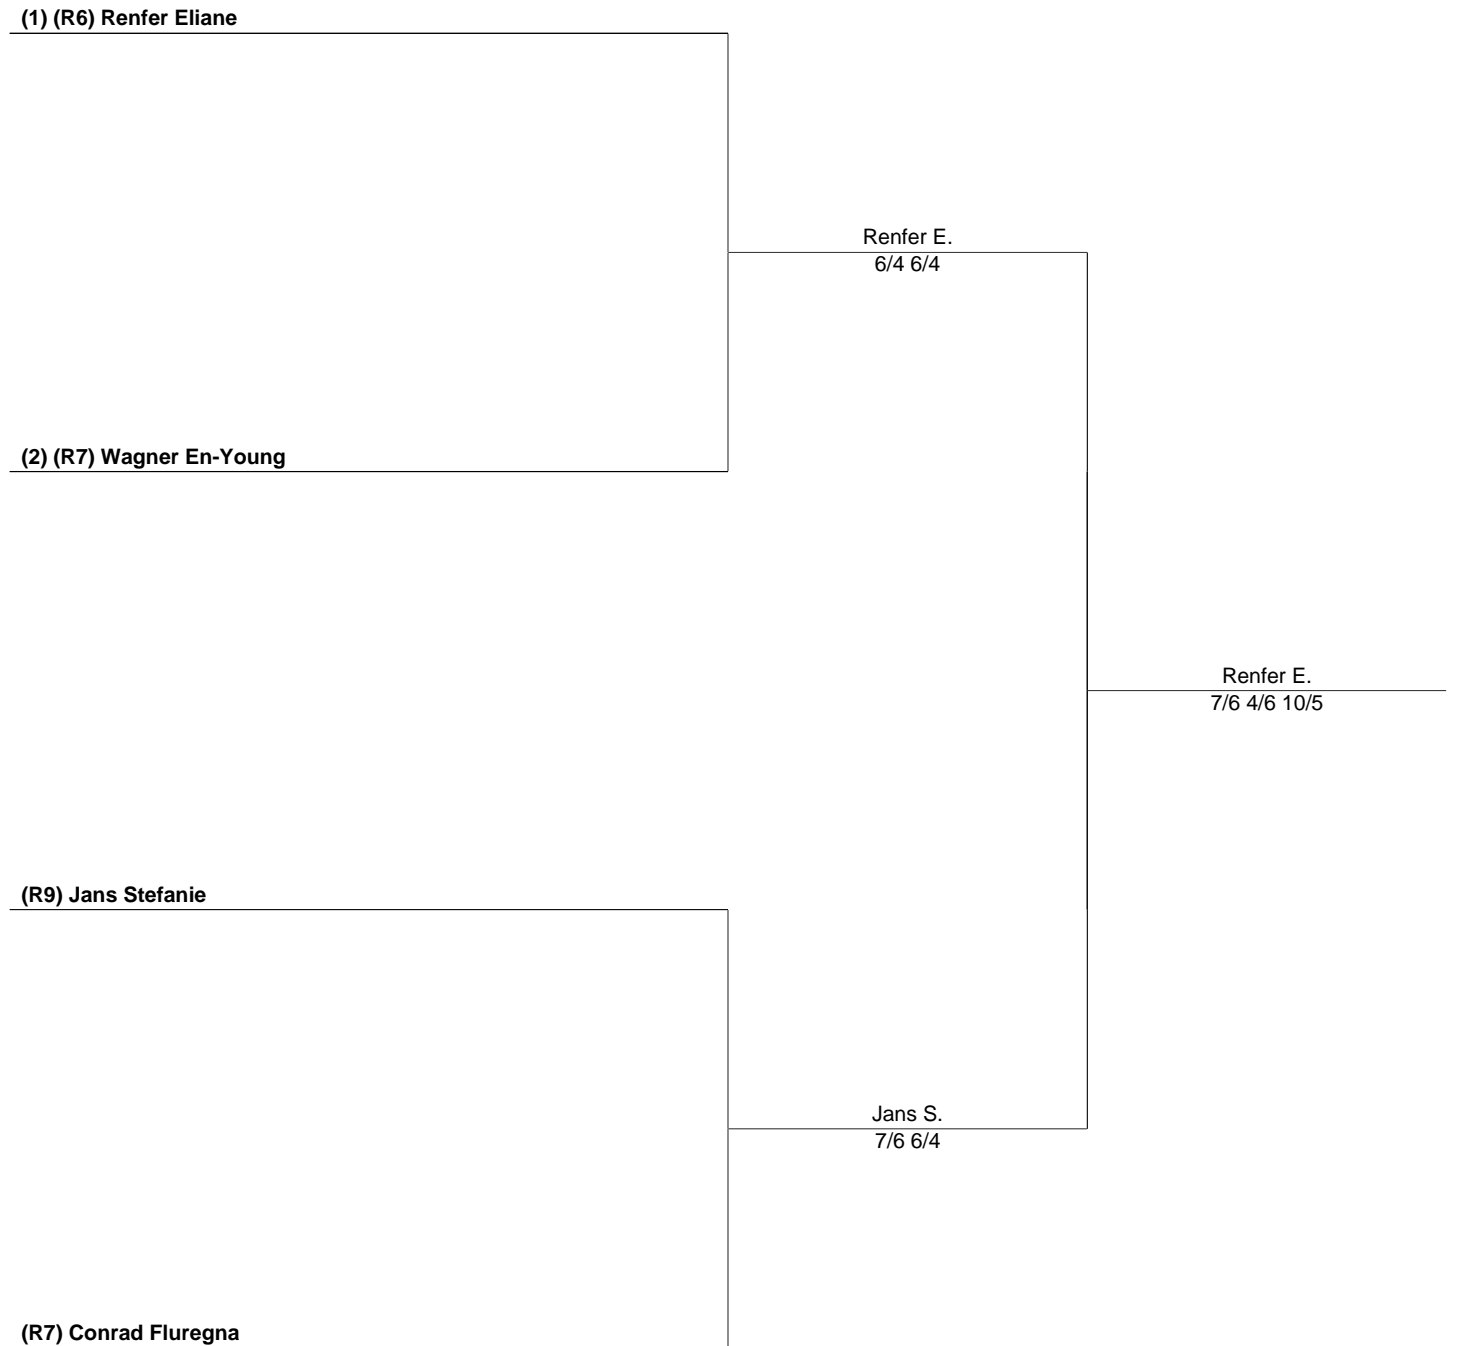 (1) (R6) Renfer Eliane
Renfer E.
6/4 6/4
(2) (R7) Wagner En-Young
Renfer E.
7/6 4/6 10/5
(R9) Jans Stefanie
Jans S.
7/6 6/4
(R7) Conrad Fluregna